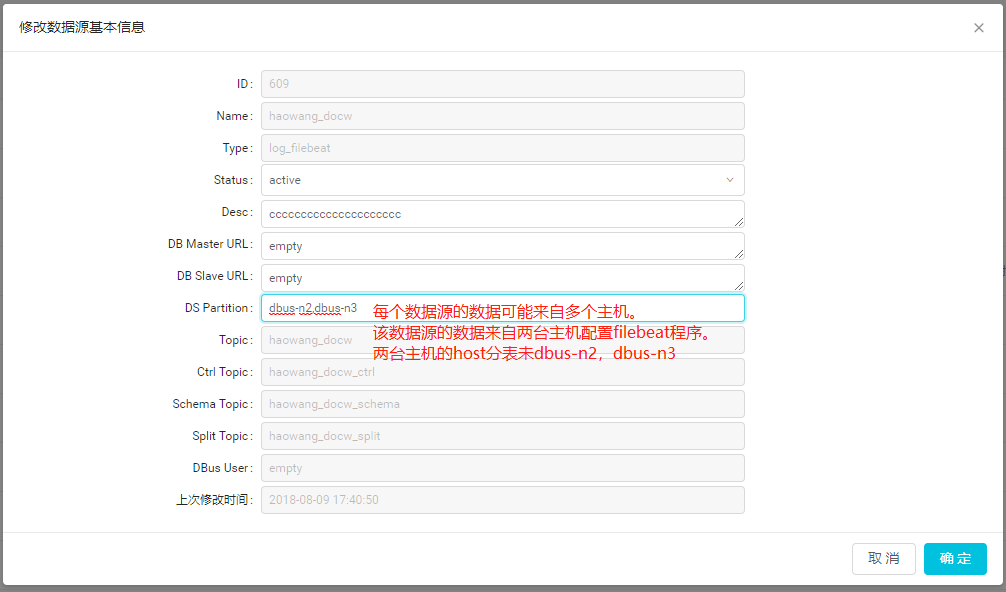 修改数据源基本信息
ID: 609
Name: haowang_docw
Type: log_filebeat
Status: active
Desc: ccccccccccccccccccccc
DB Master URL: empty
DB Slave URL: empty
DS Partition: dbus-n2,dbus-n3
每个数据源的数据可能来自多个主机。
该数据源的数据来自两台主机配置filebeat程序。
Topic: haowang_docw
两台主机的host分表未dbus-n2，dbus-n3
Ctrl Topic: haowang_docw_ctrl
Schema Topic: haowang_docw_schema
Split Topic: haowang_docw_split
DBus User: empty
上次修改时间: 2018-08-09 17:40:50
取 消 确 定